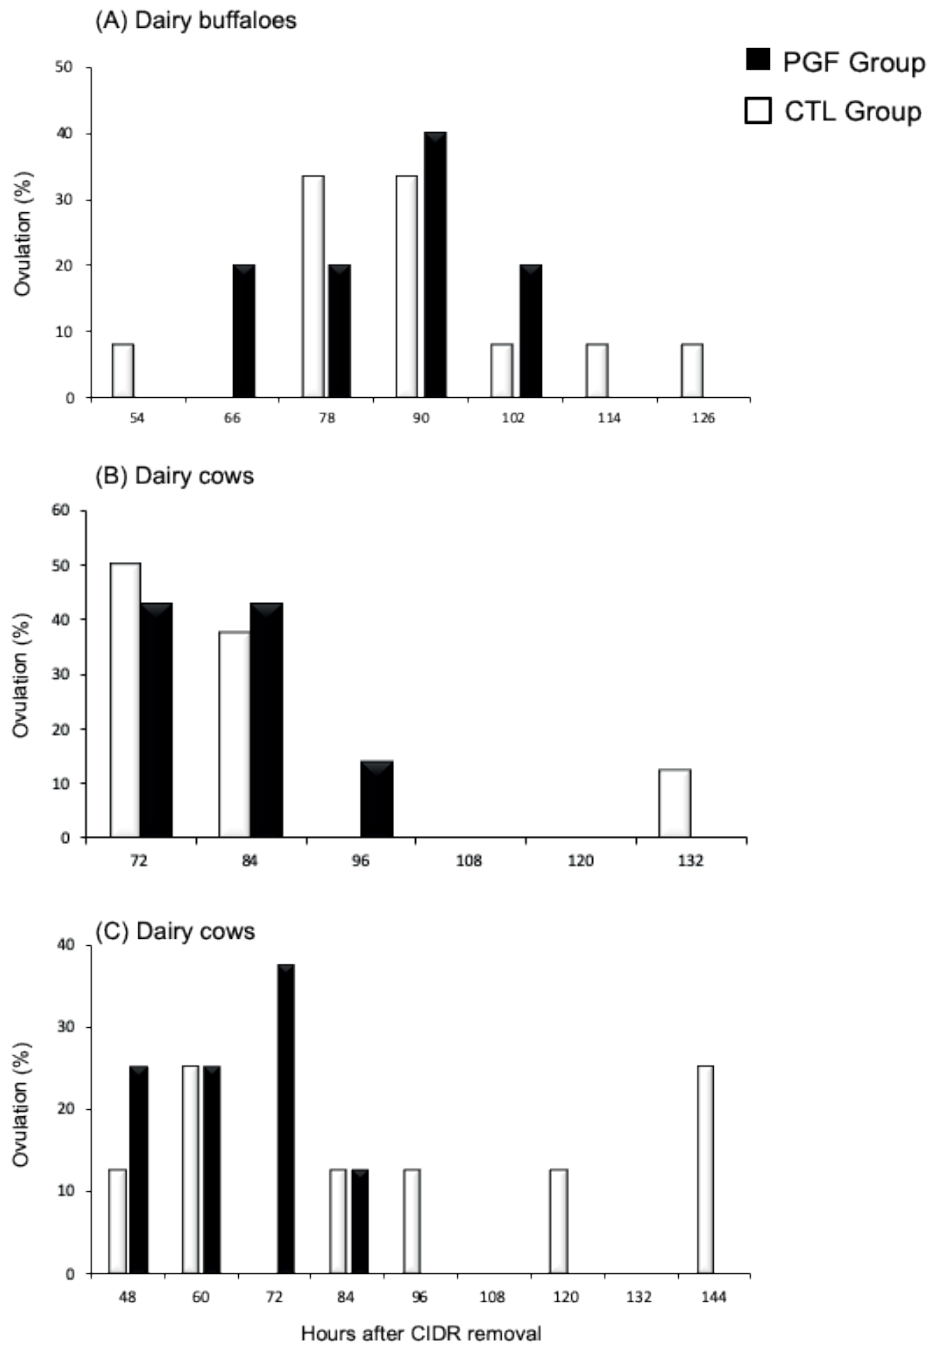 (A) Dairy buffaloes
PGF Group
CTL Group
Ovulation (%)
50
40
30
20
10
0
54 66 78 90 102 114 126
(B) Dairy cows
Ovulation (%)
60
50
40
30
20
10
0
72 84 96 108 120 132
(C) Dairy cows
Ovulation (%)
40
30
20
10
0
48 60 72 84 96 108 120 132 144
Hours after CIDR removal